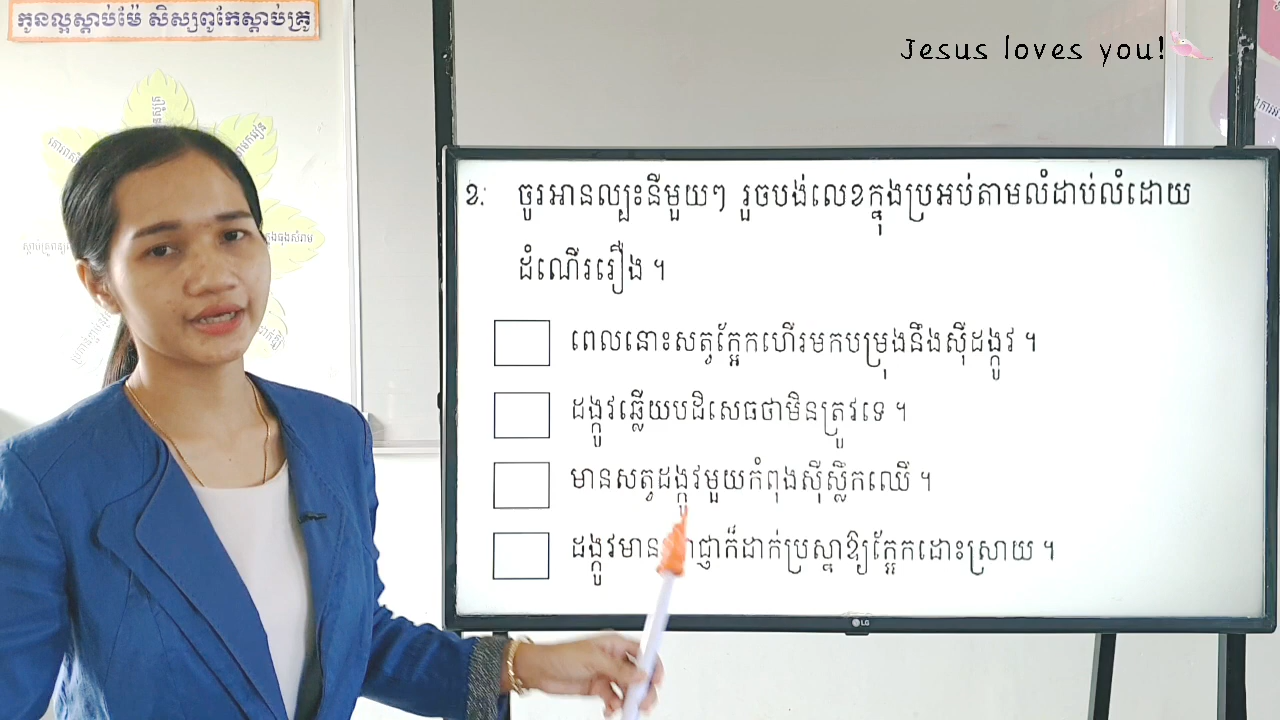 កូនល្អស្ដាប់ម៉ែ សិស្សពូកែស្ដាប់គ្រូ
Jesus loves you!
ខ. ចូរអានល្បះនីមួយៗ រួចបង់លេខក្នុងប្រអប់តាមលំដាប់លំដោយ
ដំណើររឿង ។
ពេលនោះសត្វក្អែកហើរមកបម្រុងនឹងស៊ីដង្កូវ ។
ដង្កូវឆ្លើយបដិសេធថាមិនត្រូវទេ ។
មានសត្វដង្កូវមួយកំពុងស៊ីស្លឹកឈើ ។
ដង្កូវមាន ក៏ដាក់ប្រស្នាឱ្យក្អែកដោះស្រាយ ។
LG